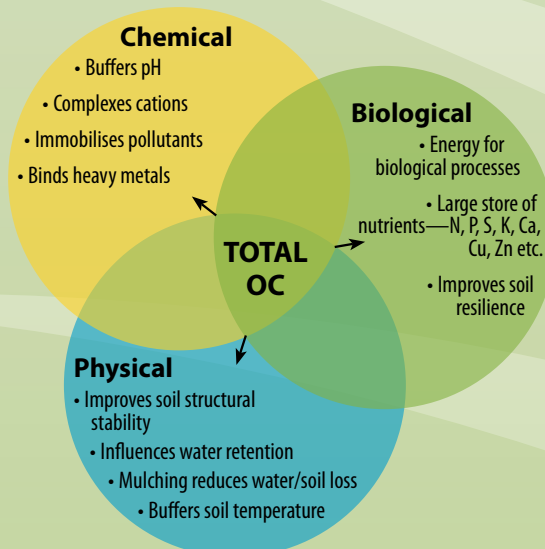 Chemical
• Buffers pH
• Complexes cations
• Immobilises pollutants
• Binds heavy metals
Biological
• Energy for
biological processes
• Large store of
nutrients—N, P, S, K, Ca,
Cu, Zn etc.
• Improves soil
resilience
TOTAL
OC
Physical
• Improves soil structural
stability
• Influences water retention
• Mulching reduces water/soil loss
• Buffers soil temperature